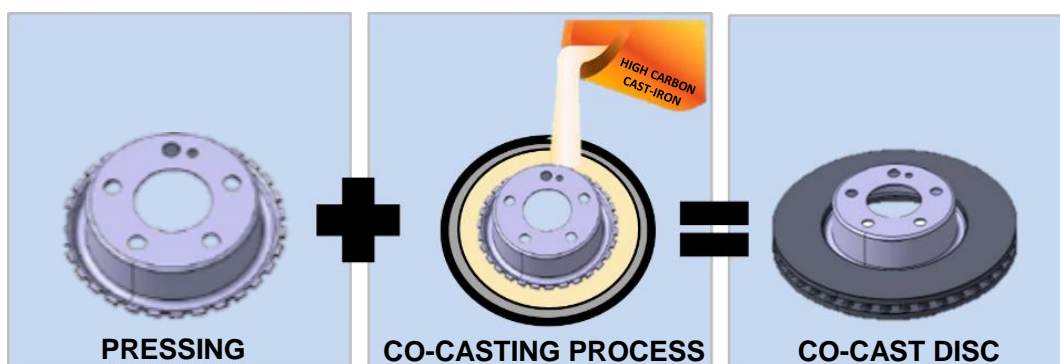 HIGH CARBON
CAST-IRON
PRESSING
CO-CASTING PROCESS
CO-CAST DISC